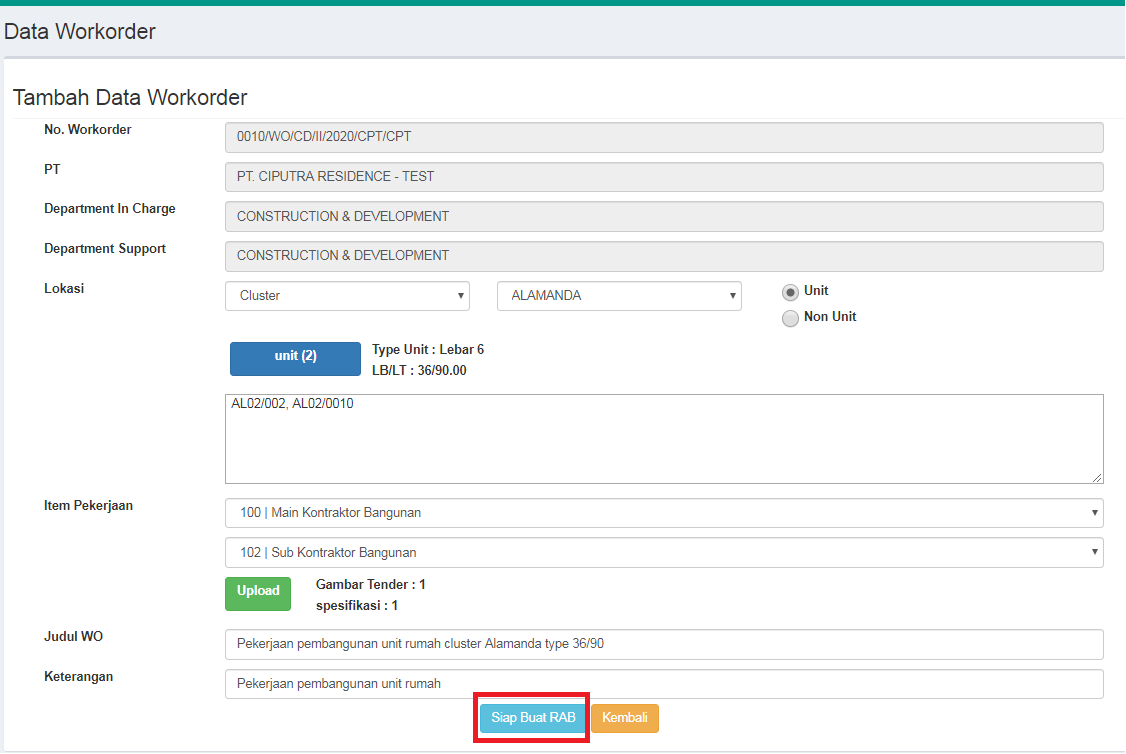 Data Workorder
Tambah Data Workorder
No. Workorder
0010/WO/CD/II/2020/CPT/CPT
PT
PT. CIPUTRA RESIDENCE - TEST
Department In Charge
CONSTRUCTION & DEVELOPMENT
Department Support
CONSTRUCTION & DEVELOPMENT
Lokasi
Cluster
ALAMANDA
Unit
Non Unit
unit (2)
Type Unit : Lebar 6
LB/LT : 36/90.00
AL02/002, AL02/0010
Item Pekerjaan
100 | Main Kontraktor Bangunan
102 | Sub Kontraktor Bangunan
Upload
Gambar Tender : 1
spesifikasi : 1
Judul WO
Pekerjaan pembangunan unit rumah cluster Alamanda type 36/90
Keterangan
Pekerjaan pembangunan unit rumah
Siap Buat RAB
Kembali